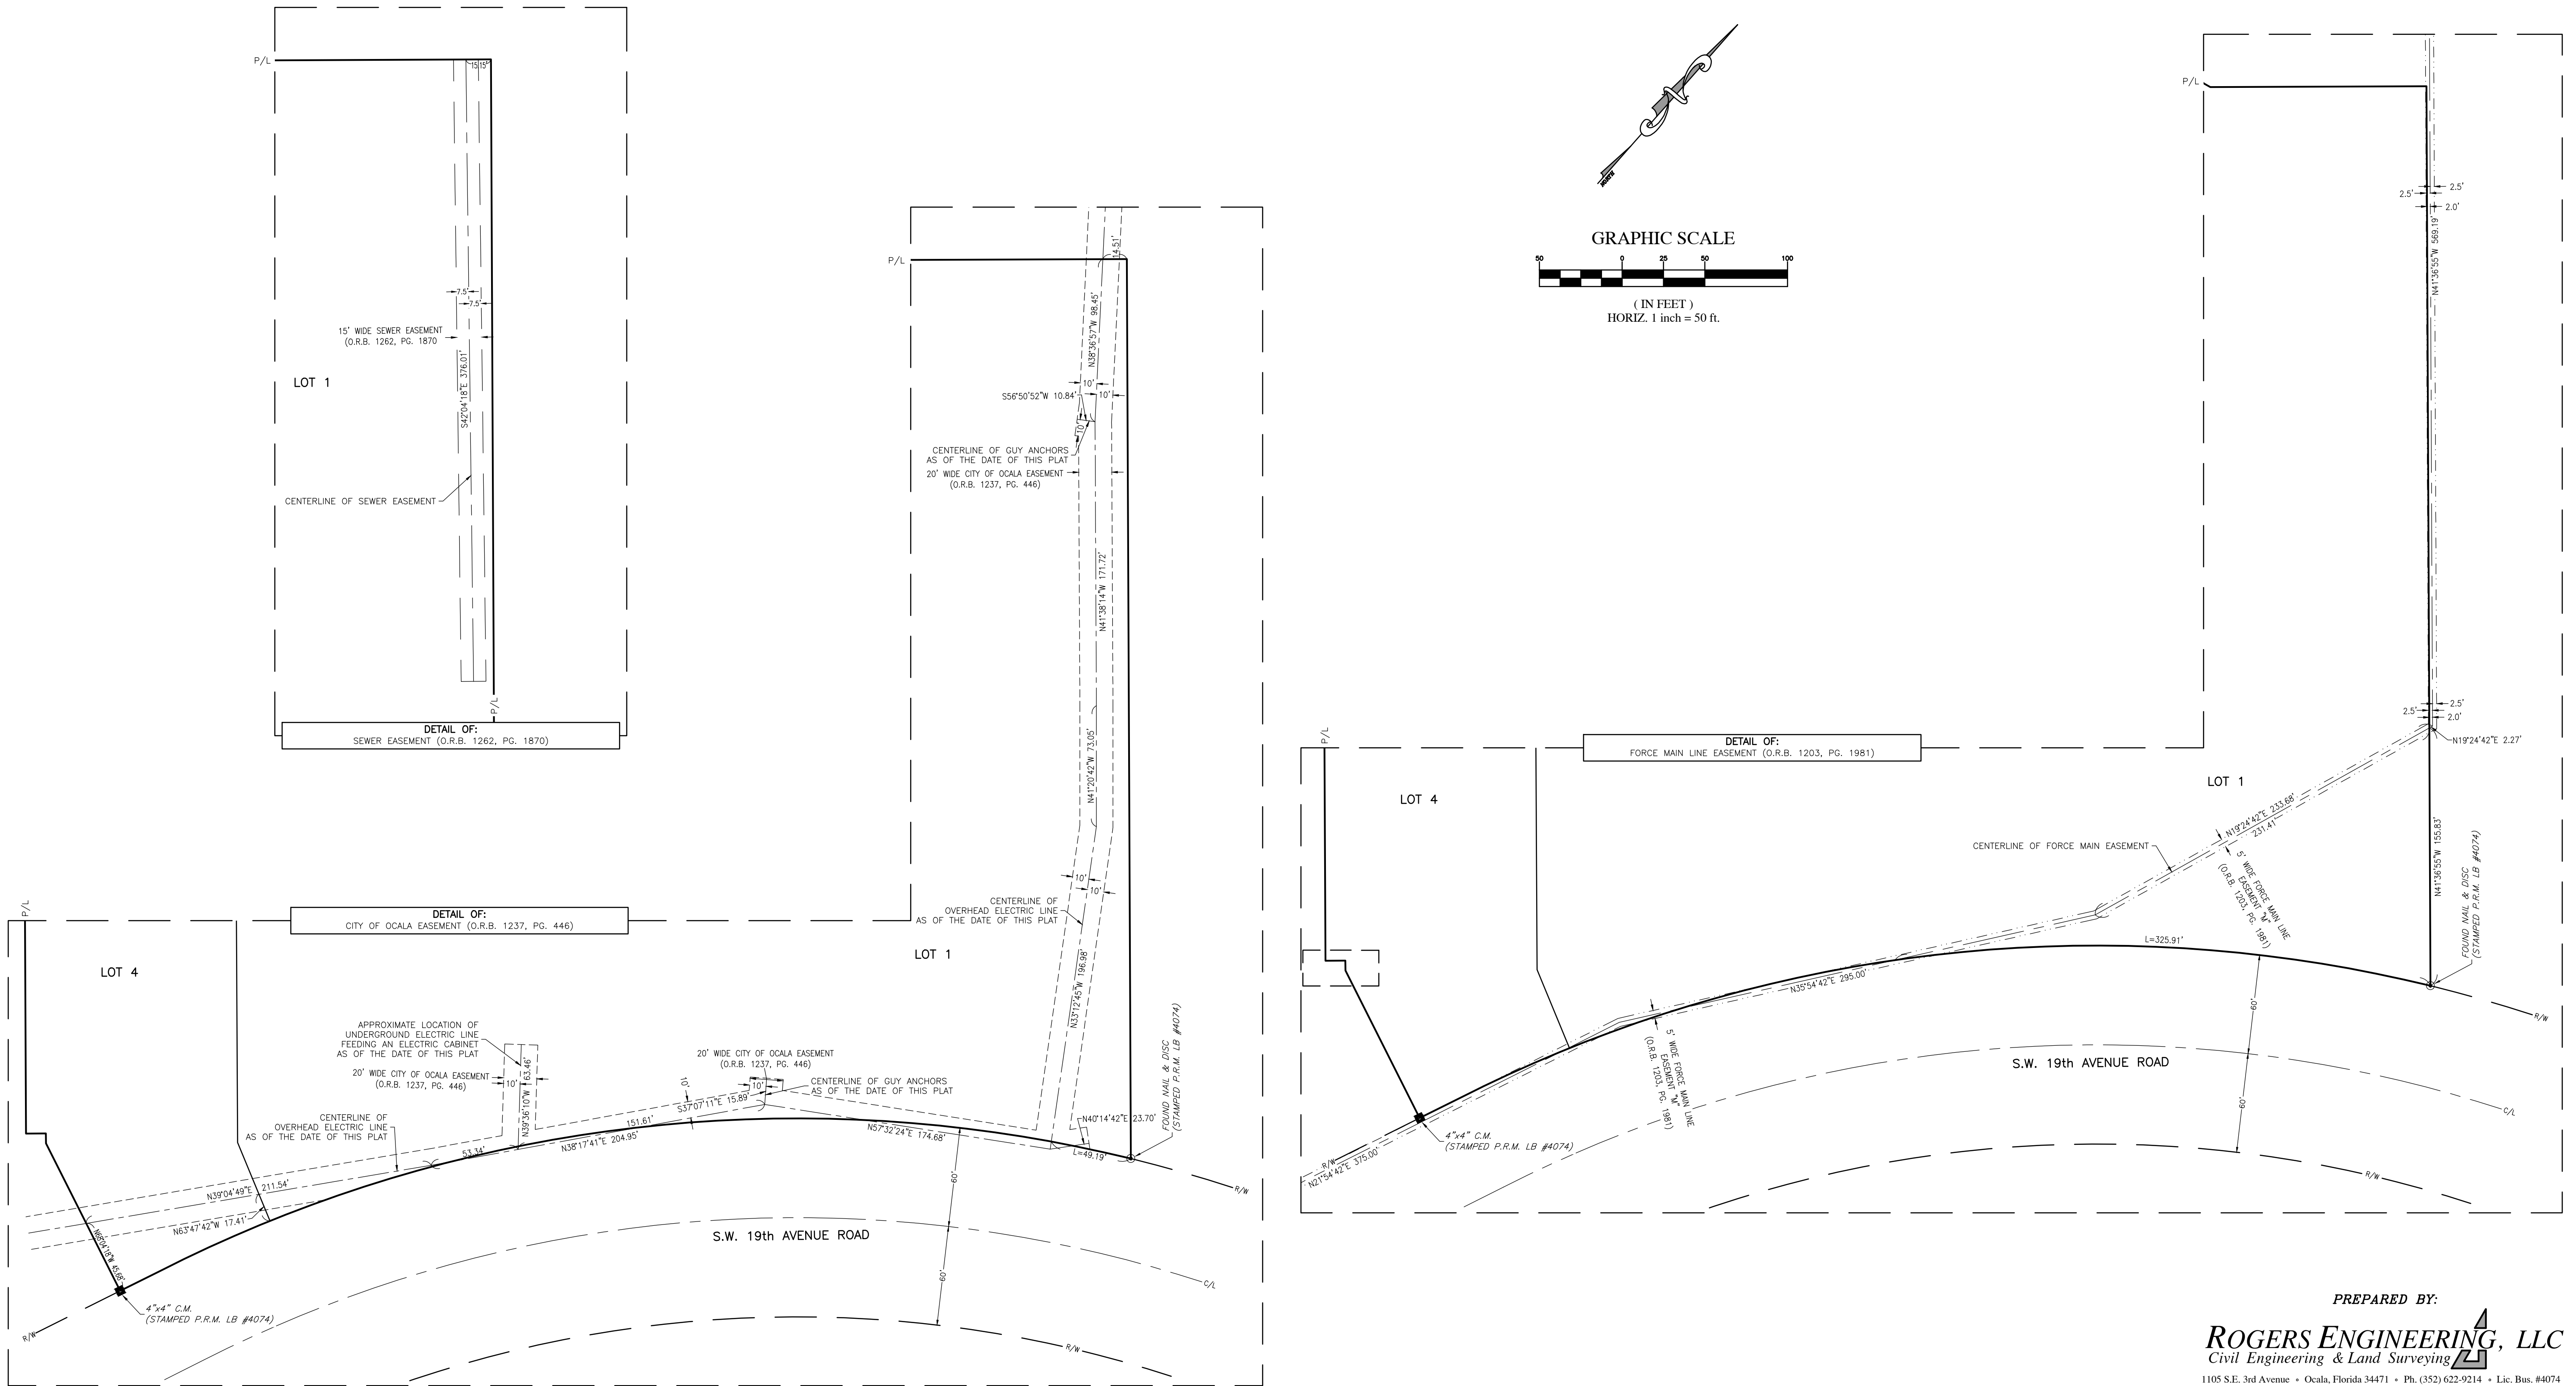 P/L
15'
15'
7.5'
7.5'
15' WIDE SEWER EASEMENT
(O.R.B. 1262, PG. 1870
S42°04'18"E 376.01'
LOT 1
CENTERLINE OF SEWER EASEMENT
P/L
DETAIL OF:
SEWER EASEMENT (O.R.B. 1262, PG. 1870)
P/L
14.51'
N38°36'57"W 98.45'
10'
S56°50'52"W 10.84'
10'
10'
CENTERLINE OF GUY ANCHORS
AS OF THE DATE OF THIS PLAT
20' WIDE CITY OF OCALA EASEMENT
(O.R.B. 1237, PG. 446)
N41°38'14"W 171.72'
N41°20'42"W 73.05'
10'
10'
CENTERLINE OF
OVERHEAD ELECTRIC LINE
AS OF THE DATE OF THIS PLAT
N33°12'45"W 196.98'
LOT 1
P/L
DETAIL OF:
CITY OF OCALA EASEMENT (O.R.B. 1237, PG. 446)
LOT 4
APPROXIMATE LOCATION OF
UNDERGROUND ELECTRIC LINE
FEEDING AN ELECTRIC CABINET
AS OF THE DATE OF THIS PLAT
20' WIDE CITY OF OCALA EASEMENT
(O.R.B. 1237, PG. 446)
10'
N39°36'10"W 63.46'
20' WIDE CITY OF OCALA EASEMENT
(O.R.B. 1237, PG. 446)
10'
10'
CENTERLINE OF GUY ANCHORS
AS OF THE DATE OF THIS PLAT
S37°07'11"E 15.89'
CENTERLINE OF
OVERHEAD ELECTRIC LINE
AS OF THE DATE OF THIS PLAT
151.61'
53.34'
N38°17'41"E 204.95'
N57°32'24"E 174.68'
N40°14'42"E 23.70'
L=49.19'
FOUND NAIL & DISC
(STAMPED P.R.M. LB #4074)
N39°04'49"E 211.54'
N63°47'42"W 17.41'
N68°04'18"W 45.68'
60'
60'
R/W
S.W. 19th AVENUE ROAD
C/L
4"x4" C.M.
(STAMPED P.R.M. LB #4074)
R/W
R/W
NORTH
GRAPHIC SCALE
50 0 25 50 100
( IN FEET )
HORIZ. 1 inch = 50 ft.
P/L
2.5'
2.5'
2.0'
N41°36'55"W 569.19'
2.5'
2.5'
2.0'
N19°24'42"E 2.27'
P/L
DETAIL OF:
FORCE MAIN LINE EASEMENT (O.R.B. 1203, PG. 1981)
LOT 4
LOT 1
N19°24'42"E 233.68'
231.41'
CENTERLINE OF FORCE MAIN EASEMENT
5' WIDE FORCE MAIN LINE
EASEMENT "M"
(O.R.B. 1203, PG. 1981)
N41°36'55"W 155.83'
FOUND NAIL & DISC
(STAMPED P.R.M. LB #4074)
L=325.91'
N35°54'42"E 295.00'
60'
60'
R/W
5' WIDE FORCE MAIN LINE
EASEMENT "M"
(O.R.B. 1203, PG. 1981)
S.W. 19th AVENUE ROAD
C/L
4"x4" C.M.
(STAMPED P.R.M. LB #4074)
R/W
N21°54'42"E 375.00'
R/W
PREPARED BY:
ROGERS ENGINEERING, LLC
Civil Engineering & Land Surveying
1105 S.E. 3rd Avenue • Ocala, Florida 34471 • Ph. (352) 622-9214 • Lic. Bus. #4074